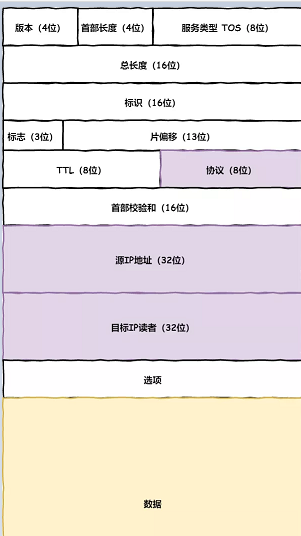 版本（4位） 首部长度（4位） 服务类型 TOS（8位）
总长度（16位）
标识（16位）
标志（3位） 片偏移（13位）
TTL（8位） 协议（8位）
首部校验和（16位）
源IP地址（32位）
目标IP读者（32位）
选项
数据